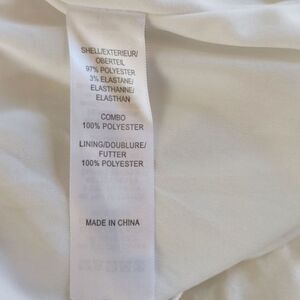 SHELL/EXTERIEUR/
OBERTEIL
97% POLYESTER
3% ELASTANE/
ELASTHANNE/
ELASTHAN
COMBO
100% POLYESTER
LINING/DOUBLURE/
FUTTER
100% POLYESTER
MADE IN CHINA